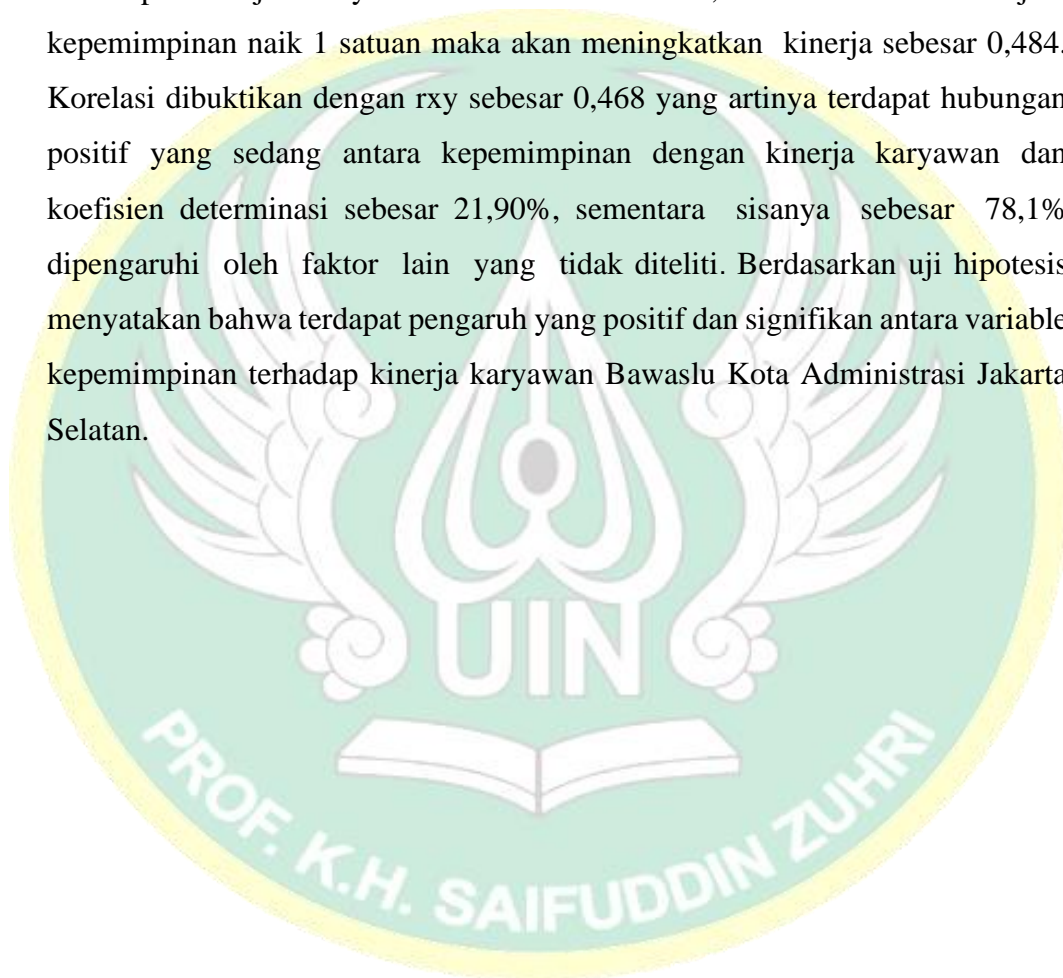 kepemimpinan naik 1 satuan maka akan meningkatkan kinerja sebesar 0,484.
Korelasi dibuktikan dengan rxy sebesar 0,468 yang artinya terdapat hubungan
positif yang sedang antara kepemimpinan dengan kinerja karyawan dan
koefisien determinasi sebesar 21,90%, sementara sisanya sebesar 78,1%
dipengaruhi oleh faktor lain yang tidak diteliti. Berdasarkan uji hipotesis
menyatakan bahwa terdapat pengaruh yang positif dan signifikan antara variable
kepemimpinan terhadap kinerja karyawan Bawaslu Kota Administrasi Jakarta
Selatan.
UIN
PROF. K.H. SAIFUDDIN ZUHRI